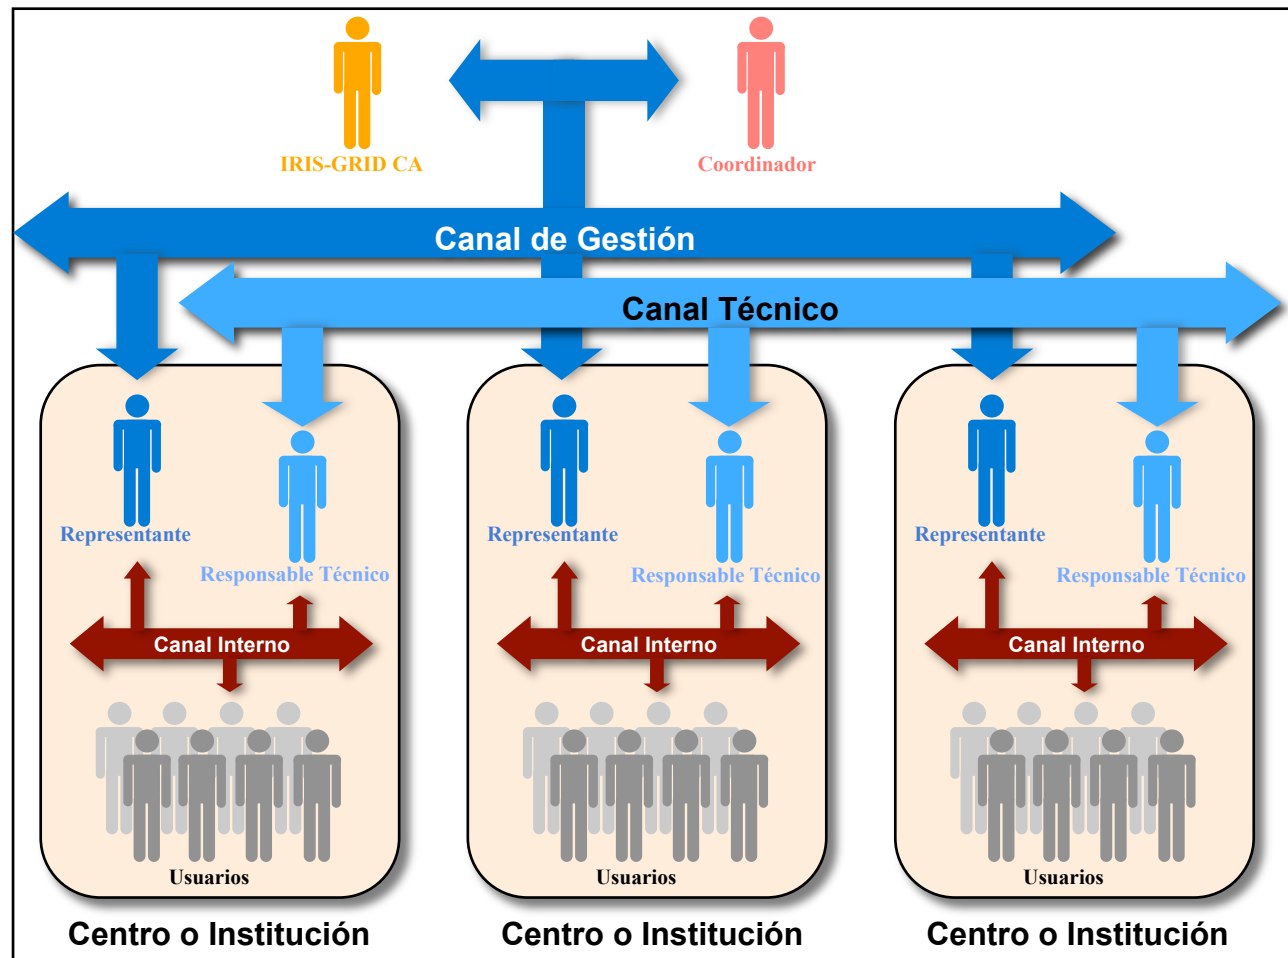 IRIS-GRID CA
Coordinador
Canal de Gestión
Canal Técnico
Representante
Responsable Técnico
Canal Interno
Usuarios
Centro o Institución
Representante
Responsable Técnico
Canal Interno
Usuarios
Centro o Institución
Representante
Responsable Técnico
Canal Interno
Usuarios
Centro o Institución